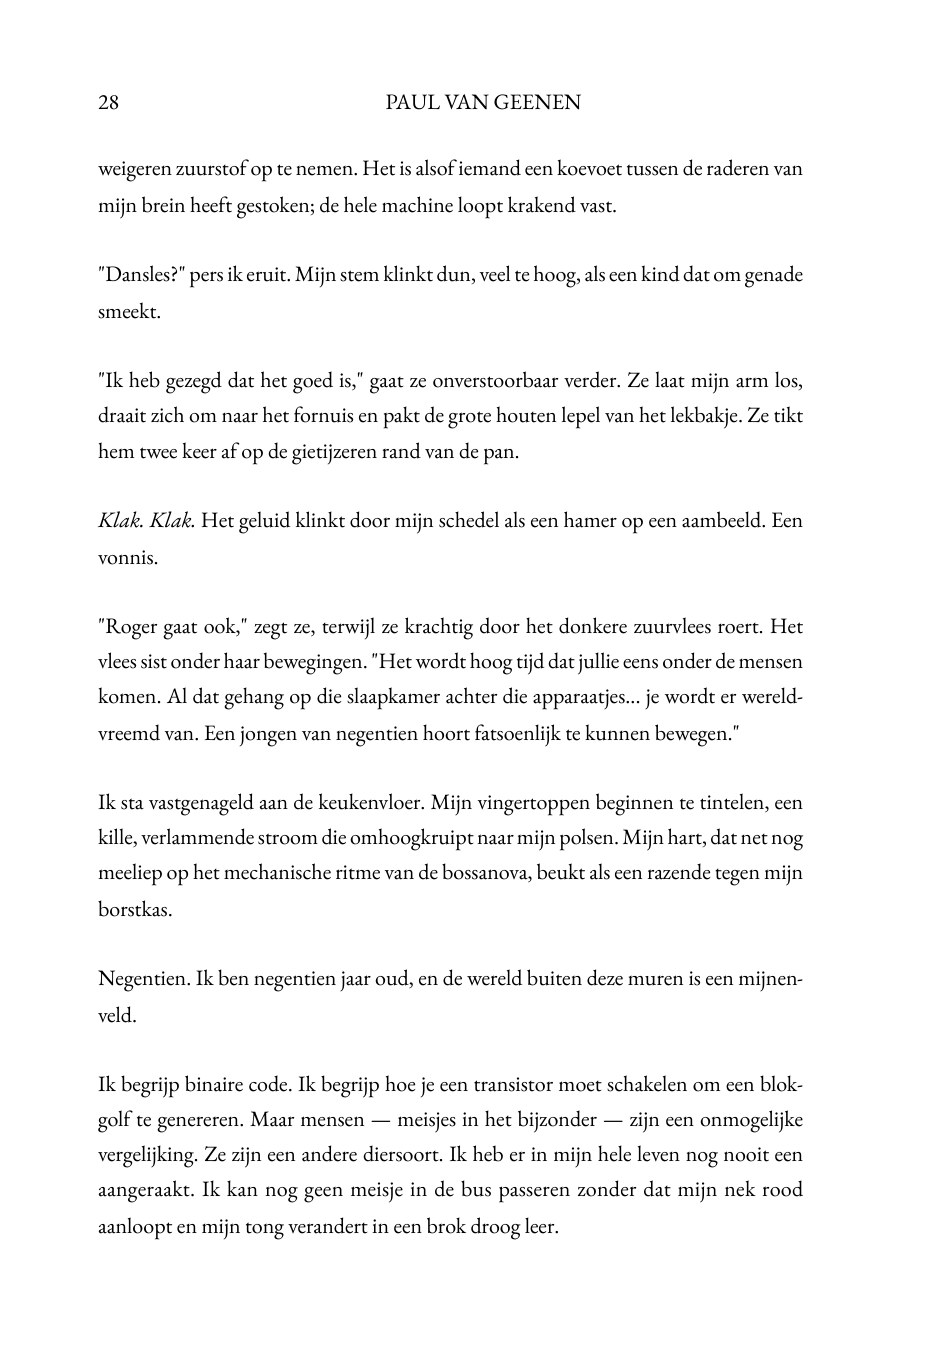 28 PAUL VAN GEENEN
weigeren zuurstof op te nemen. Het is alsof iemand een koevoet tussen de raderen van
mijn brein heeft gestoken; de hele machine loopt krakend vast.
"Dansles?" pers ik eruit. Mijn stem klinkt dun, veel te hoog, als een kind dat om genade
smeekt.
"Ik heb gezegd dat het goed is," gaat ze onverstoorbaar verder. Ze laat mijn arm los,
draait zich om naar het fornuis en pakt de grote houten lepel van het lekbakje. Ze tikt
hem twee keer af op de gietijzeren rand van de pan.
Klak. Klak. Het geluid klinkt door mijn schedel als een hamer op een aambeeld. Een
vonnis.
"Roger gaat ook," zegt ze, terwijl ze krachtig door het donkere zuurvlees roert. Het
vlees sist onder haar bewegingen. "Het wordt hoog tijd dat jullie eens onder de mensen
komen. Al dat gehang op die slaapkamer achter die apparaatjes... je wordt er wereld-
vreemd van. Een jongen van negentien hoort fatsoenlijk te kunnen bewegen."
Ik sta vastgenageld aan de keukenvloer. Mijn vingertoppen beginnen te tintelen, een
kille, verlammende stroom die omhoogkruipt naar mijn polsen. Mijn hart, dat net nog
meeliep op het mechanische ritme van de bossanova, beukt als een razende tegen mijn
borstkas.
Negentien. Ik ben negentien jaar oud, en de wereld buiten deze muren is een mijnen-
veld.
Ik begrijp binaire code. Ik begrijp hoe je een transistor moet schakelen om een blok-
golf te genereren. Maar mensen — meisjes in het bijzonder — zijn een onmogelijke
vergelijking. Ze zijn een andere diersoort. Ik heb er in mijn hele leven nog nooit een
aangeraakt. Ik kan nog geen meisje in de bus passeren zonder dat mijn nek rood
aanloopt en mijn tong verandert in een brok droog leer.